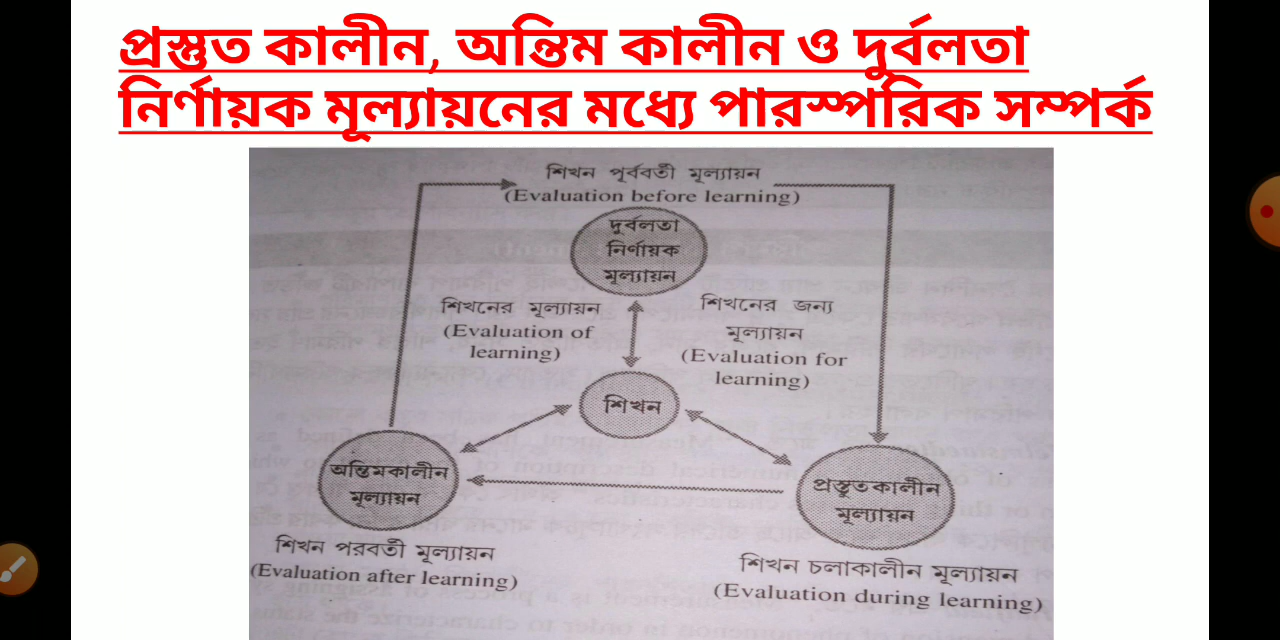 প্রস্তুত কালীন, অন্তিম কালীন ও দুর্বলতা
নির্ণায়ক মূল্যায়নের মধ্যে পারস্পরিক সম্পর্ক
শিখন পূর্ববর্তী মূল্যায়ন
(Evaluation before learning)
দুর্বলতা
নির্ণায়ক
মূল্যায়ন
শিখনের মূল্যায়ন
(Evaluation of
learning)
শিখনের জন্য
মূল্যায়ন
(Evaluation for
learning)
শিখন
অন্তিমকালীন
মূল্যায়ন
প্রস্তুতকালীন
মূল্যায়ন
শিখন পরবর্তী মূল্যায়ন
(Evaluation after learning)
শিখন চলাকালীন মূল্যায়ন
(Evaluation during learning)